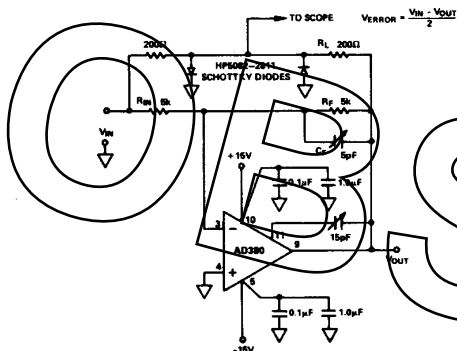 TO SCOPE
VERROR = VIN - VOUT
2
200Ω
RL 200Ω
HP5082-2811
SCHOTTKY DIODES
RIN 5k
RF 5k
VIN
CF 5pF
+15V
0.1µF
1.0µF
10
11
15pF
3
−
AD380
9
4
+
5
VOUT
0.1µF
1.0µF
-15V